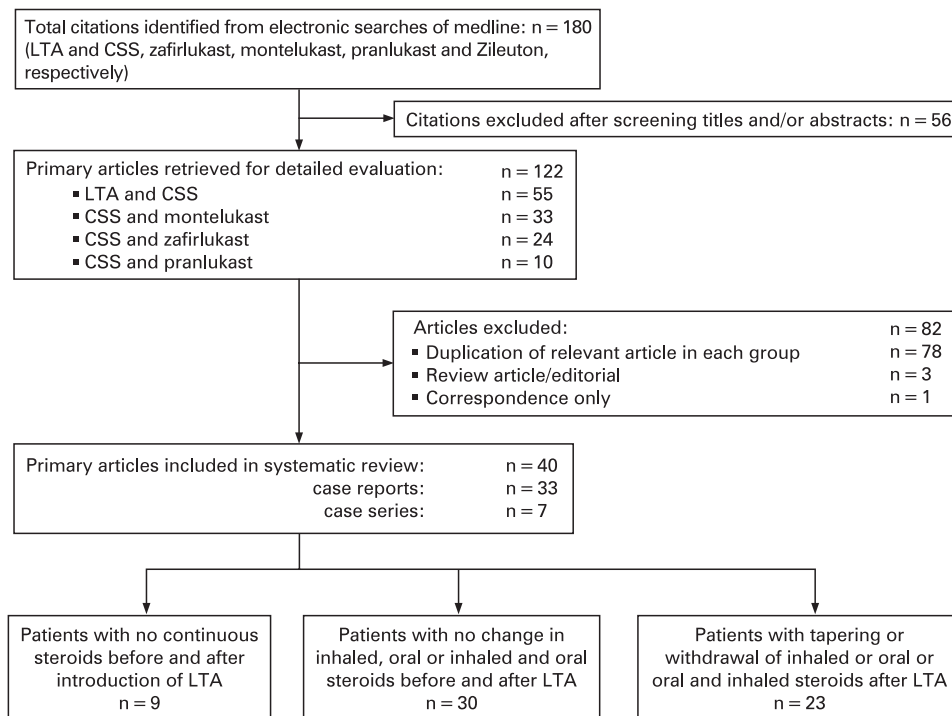 Total citations identified from electronic searches of medline: n = 180
(LTA and CSS, zafirlukast, montelukast, pranlukast and Zileuton,
respectively)
Citations excluded after screening titles and/or abstracts: n = 56
Primary articles retrieved for detailed evaluation: n = 122
▪ LTA and CSS n = 55
▪ CSS and montelukast n = 33
▪ CSS and zafirlukast n = 24
▪ CSS and pranlukast n = 10
Articles excluded: n = 82
▪ Duplication of relevant article in each group n = 78
▪ Review article/editorial n = 3
▪ Correspondence only n = 1
Primary articles included in systematic review: n = 40
case reports: n = 33
case series: n = 7
Patients with no continuous
steroids before and after
introduction of LTA
n = 9
Patients with no change in
inhaled, oral or inhaled and oral
steroids before and after LTA
n = 30
Patients with tapering or
withdrawal of inhaled or oral or
oral and inhaled steroids after LTA
n = 23